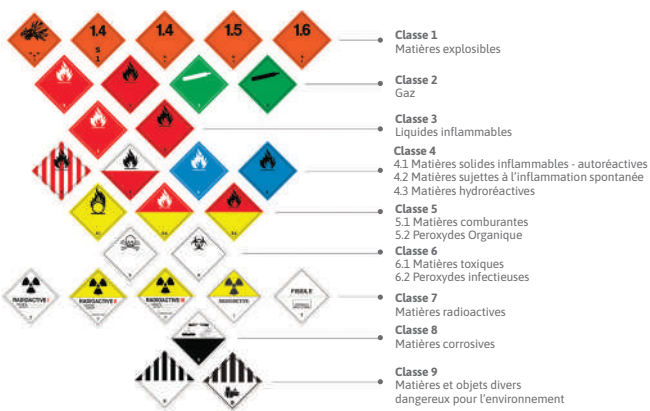 1.4
S
1
1.4
1.5
1.6
Classe 1
Matières explosibles
Classe 2
Gaz
Classe 3
Liquides inflammables
Classe 4
4.1 Matières solides inflammables - autoréactives
4.2 Matières sujettes à l'inflammation spontanée
4.3 Matières hydroréactives
Classe 5
5.1 Matières comburantes
5.2 Peroxydes Organique
Classe 6
6.1 Matières toxiques
6.2 Peroxydes infectieuses
RADIOACTIVE I
RADIOACTIVE II
RADIOACTIVE III
RADIOACTIVE
FISSILE
Classe 7
Matières radioactives
Classe 8
Matières corrosives
Classe 9
Matières et objets divers
dangereux pour l'environnement